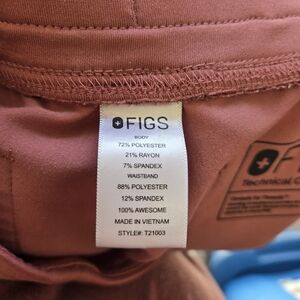 FIGS
BODY
72% POLYESTER
21% RAYON
7% SPANDEX
WAISTBAND
88% POLYESTER
12% SPANDEX
100% AWESOME
MADE IN VIETNAM
STYLE#: T21003
Technical